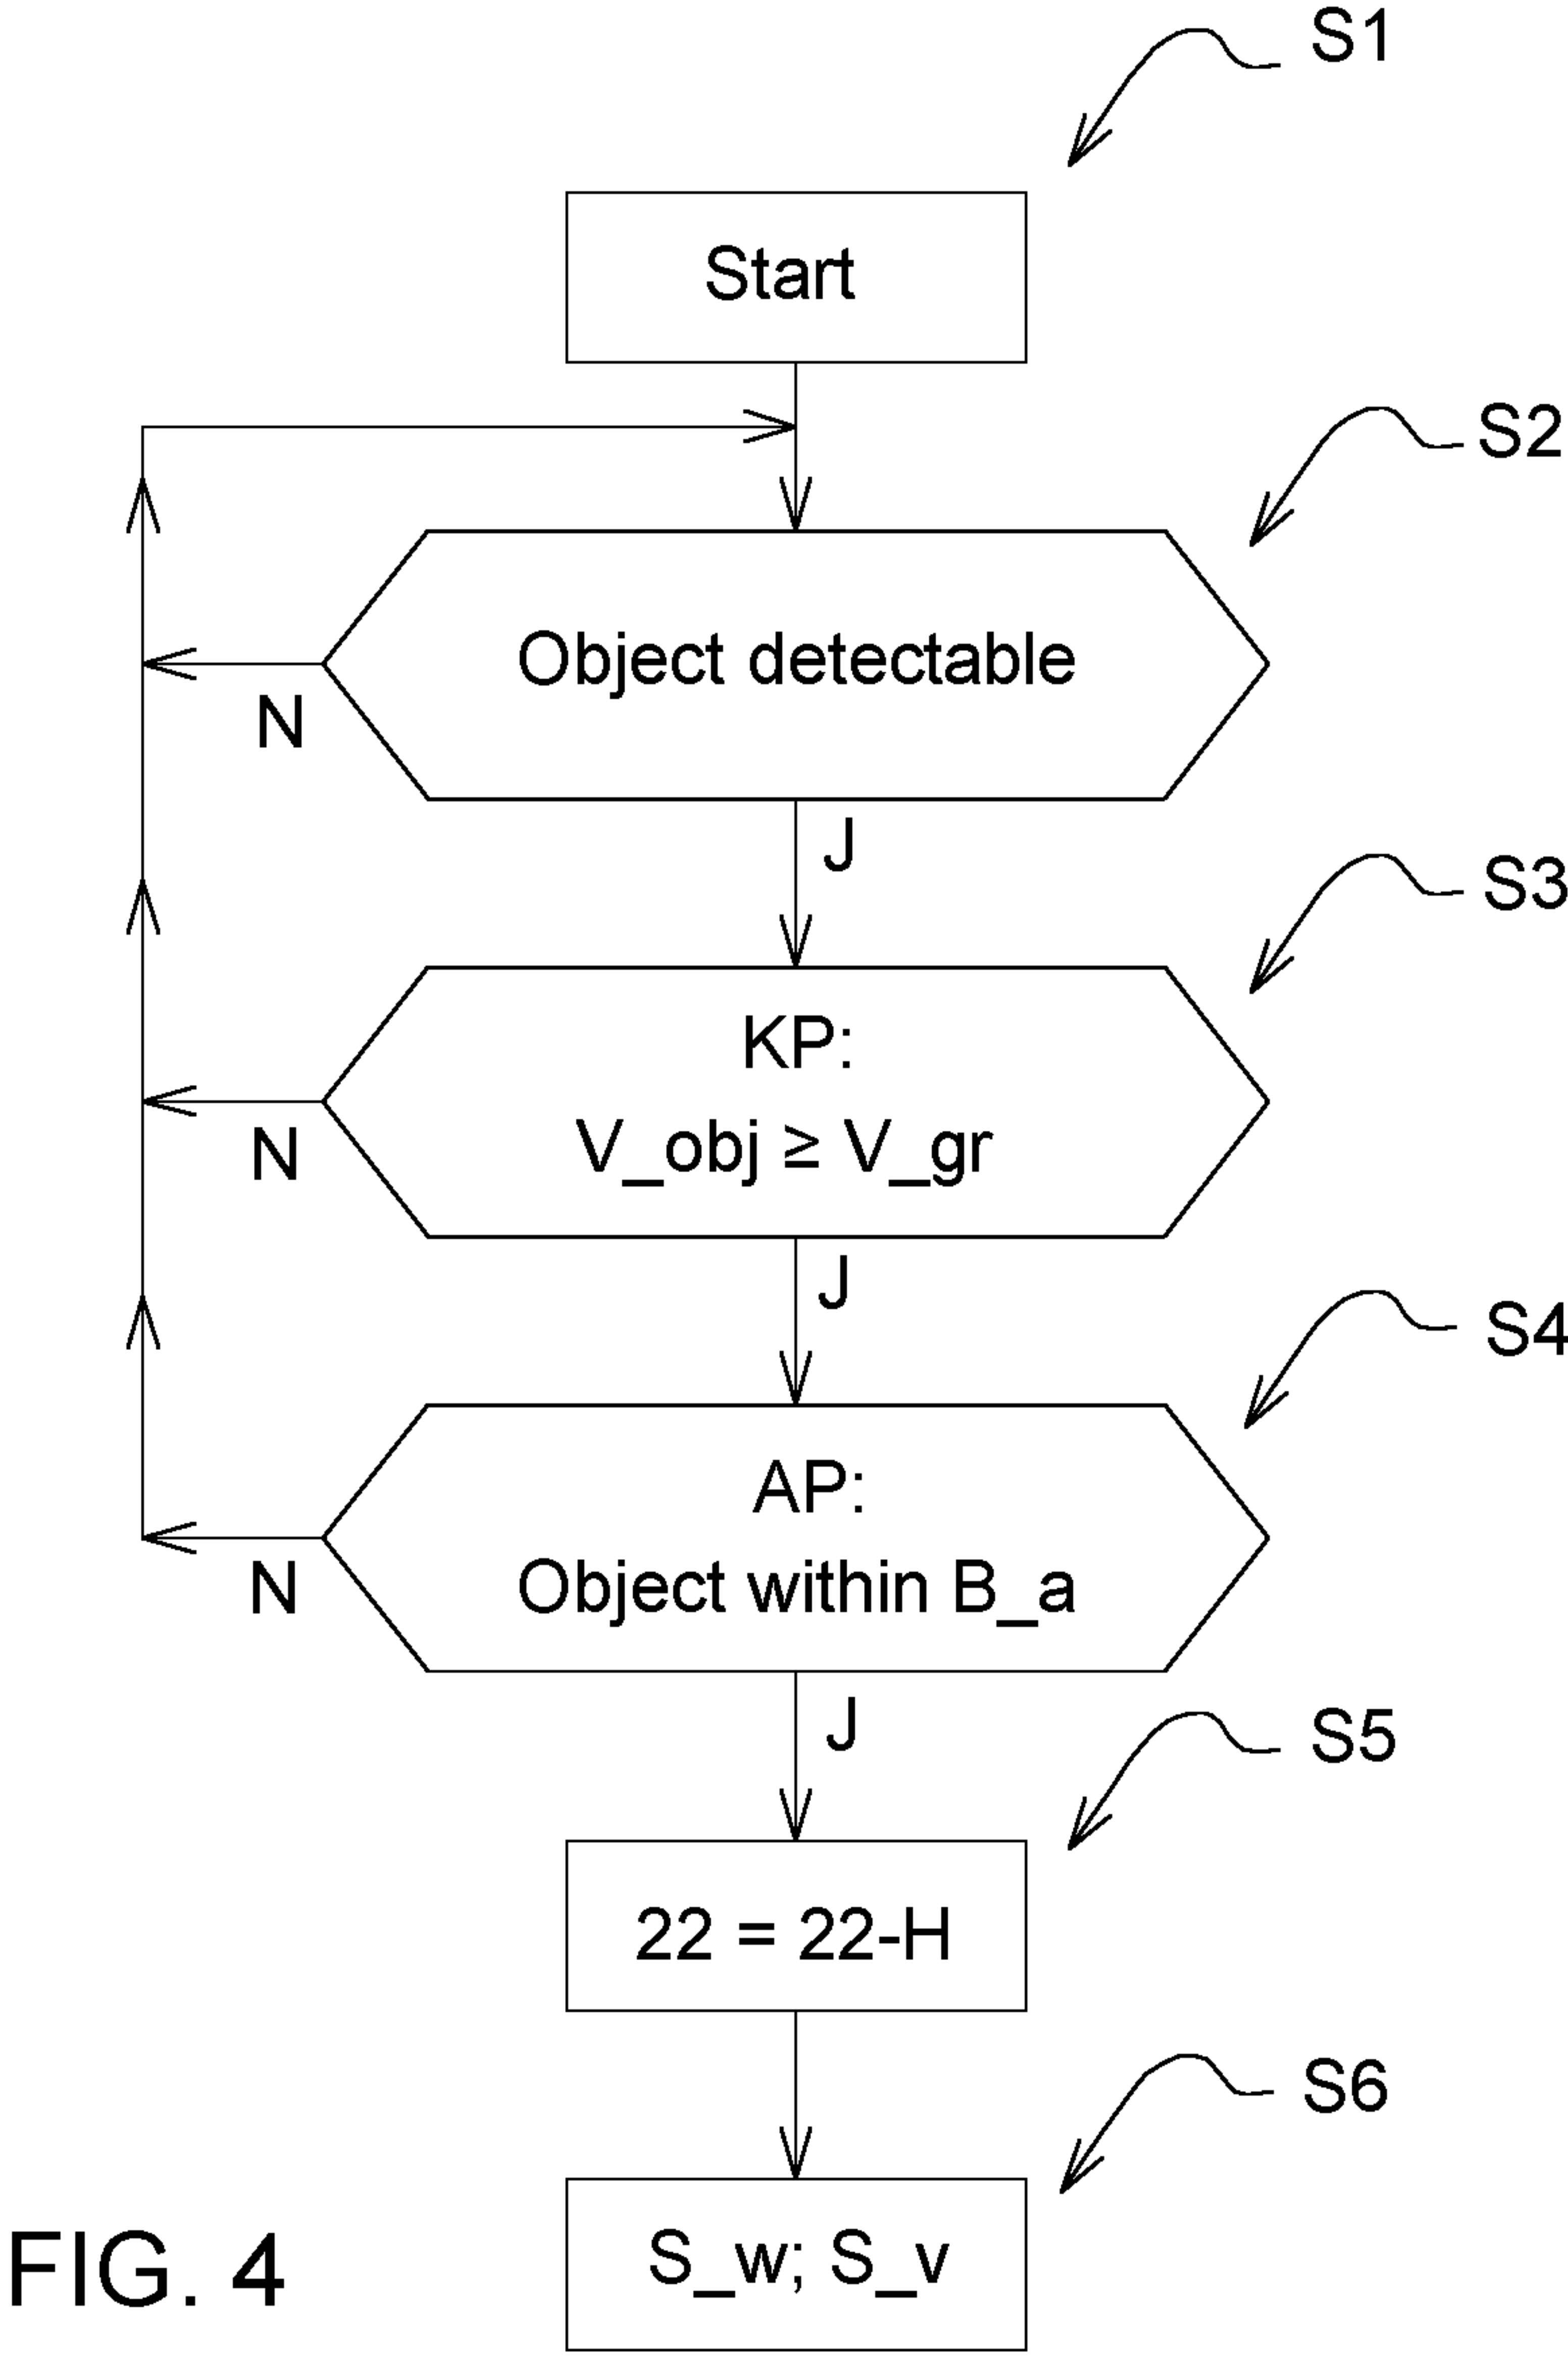 S1
Start
S2
Object detectable
N
J
S3
KP:
V_obj ≥ V_gr
N
J
S4
AP:
Object within B_a
N
J
S5
22 = 22-H
S6
S_w; S_v
FIG. 4